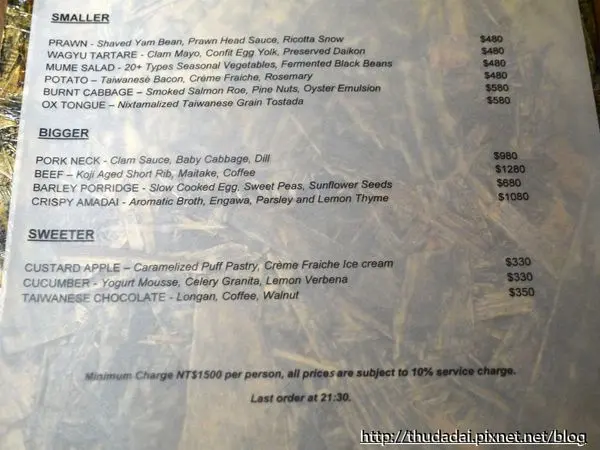 SMALLER
PRAWN - Shaved Yam Bean, Prawn Head Sauce, Ricotta Snow $480
WAGYU TARTARE - Clam Mayo, Confit Egg Yolk, Preserved Daikon $480
MUME SALAD - 20+ Types Seasonal Vegetables, Fermented Black Beans $480
POTATO – Taiwanese Bacon, Crème Fraiche, Rosemary $480
BURNT CABBAGE – Smoked Salmon Roe, Pine Nuts, Oyster Emulsion $580
OX TONGUE – Nixtamalized Taiwanese Grain Tostada $580
BIGGER
PORK NECK - Clam Sauce, Baby Cabbage, Dill $980
BEEF – Koji Aged Short Rib, Maitake, Coffee $1280
BARLEY PORRIDGE - Slow Cooked Egg, Sweet Peas, Sunflower Seeds $680
CRISPY AMADAI - Aromatic Broth, Engawa, Parsley and Lemon Thyme $1080
SWEETER
CUSTARD APPLE – Caramelized Puff Pastry, Crème Fraiche Ice cream $330
CUCUMBER - Yogurt Mousse, Celery Granita, Lemon Verbena $330
TAIWANESE CHOCOLATE - Longan, Coffee, Walnut $350
Minimum Charge NT$1500 per person, all prices are subject to 10% service charge.
Last order at 21:30.
http://thudadai.pixnet.net/blog